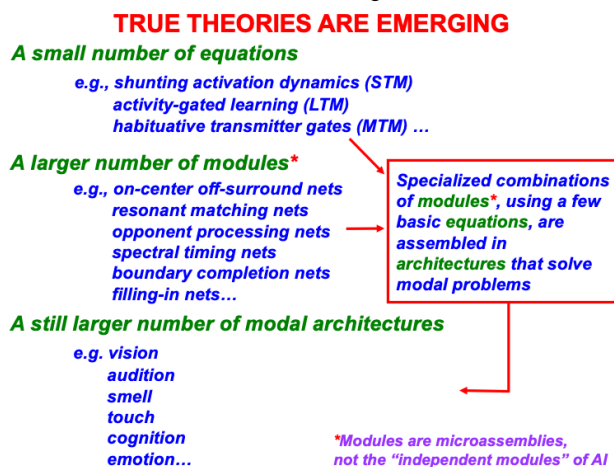 TRUE THEORIES ARE EMERGING
A small number of equations
e.g., shunting activation dynamics (STM)
activity-gated learning (LTM)
habituative transmitter gates (MTM) …
A larger number of modules*
e.g., on-center off-surround nets
resonant matching nets
opponent processing nets
spectral timing nets
boundary completion nets
filling-in nets…
Specialized combinations
of modules*, using a few
basic equations, are
assembled in
architectures that solve
modal problems
A still larger number of modal architectures
e.g. vision
audition
smell
touch
cognition
emotion…
*Modules are microassemblies,
not the “independent modules” of AI